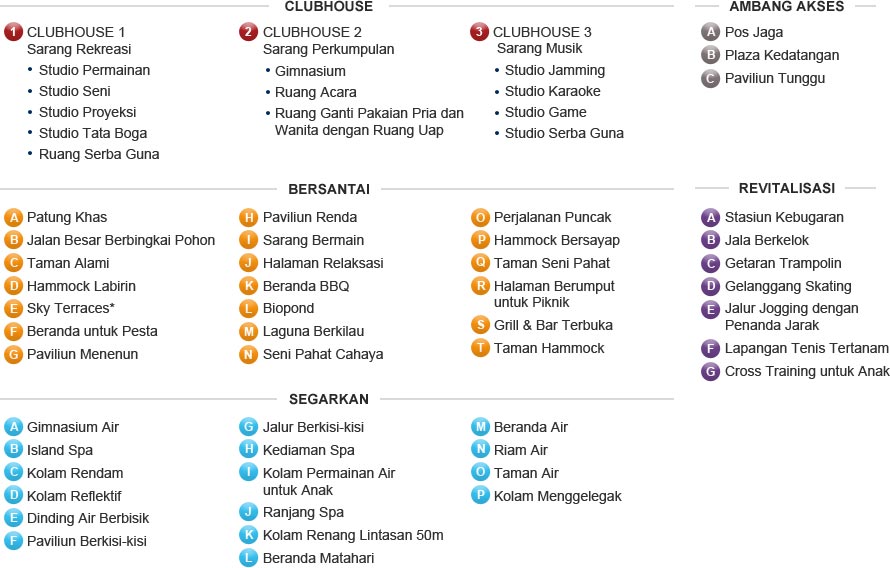 CLUBHOUSE
1 CLUBHOUSE 1
Sarang Rekreasi
• Studio Permainan
• Studio Seni
• Studio Proyeksi
• Studio Tata Boga
• Ruang Serba Guna
2 CLUBHOUSE 2
Sarang Perkumpulan
• Gimnasium
• Ruang Acara
• Ruang Ganti Pakaian Pria dan
Wanita dengan Ruang Uap
3 CLUBHOUSE 3
Sarang Musik
• Studio Jamming
• Studio Karaoke
• Studio Game
• Studio Serba Guna
AMBANG AKSES
A Pos Jaga
B Plaza Kedatangan
C Paviliun Tunggu
BERSANTAI
A Patung Khas
B Jalan Besar Berbingkai Pohon
C Taman Alami
D Hammock Labirin
E Sky Terraces*
F Beranda untuk Pesta
G Paviliun Menenun
H Paviliun Renda
I Sarang Bermain
J Halaman Relaksasi
K Beranda BBQ
L Biopond
M Laguna Berkilau
N Seni Pahat Cahaya
O Perjalanan Puncak
P Hammock Bersayap
Q Taman Seni Pahat
R Halaman Berumput
untuk Piknik
S Grill & Bar Terbuka
T Taman Hammock
REVITALISASI
A Stasiun Kebugaran
B Jala Berkelok
C Getaran Trampolin
D Gelanggang Skating
E Jalur Jogging dengan
Penanda Jarak
F Lapangan Tenis Tertanam
G Cross Training untuk Anak
SEGARKAN
A Gimnasium Air
B Island Spa
C Kolam Rendam
D Kolam Reflektif
E Dinding Air Berbisik
F Paviliun Berkisi-kisi
G Jalur Berkisi-kisi
H Kediaman Spa
I Kolam Permainan Air
untuk Anak
J Ranjang Spa
K Kolam Renang Lintasan 50m
L Beranda Matahari
M Beranda Air
N Riam Air
O Taman Air
P Kolam Menggelegak